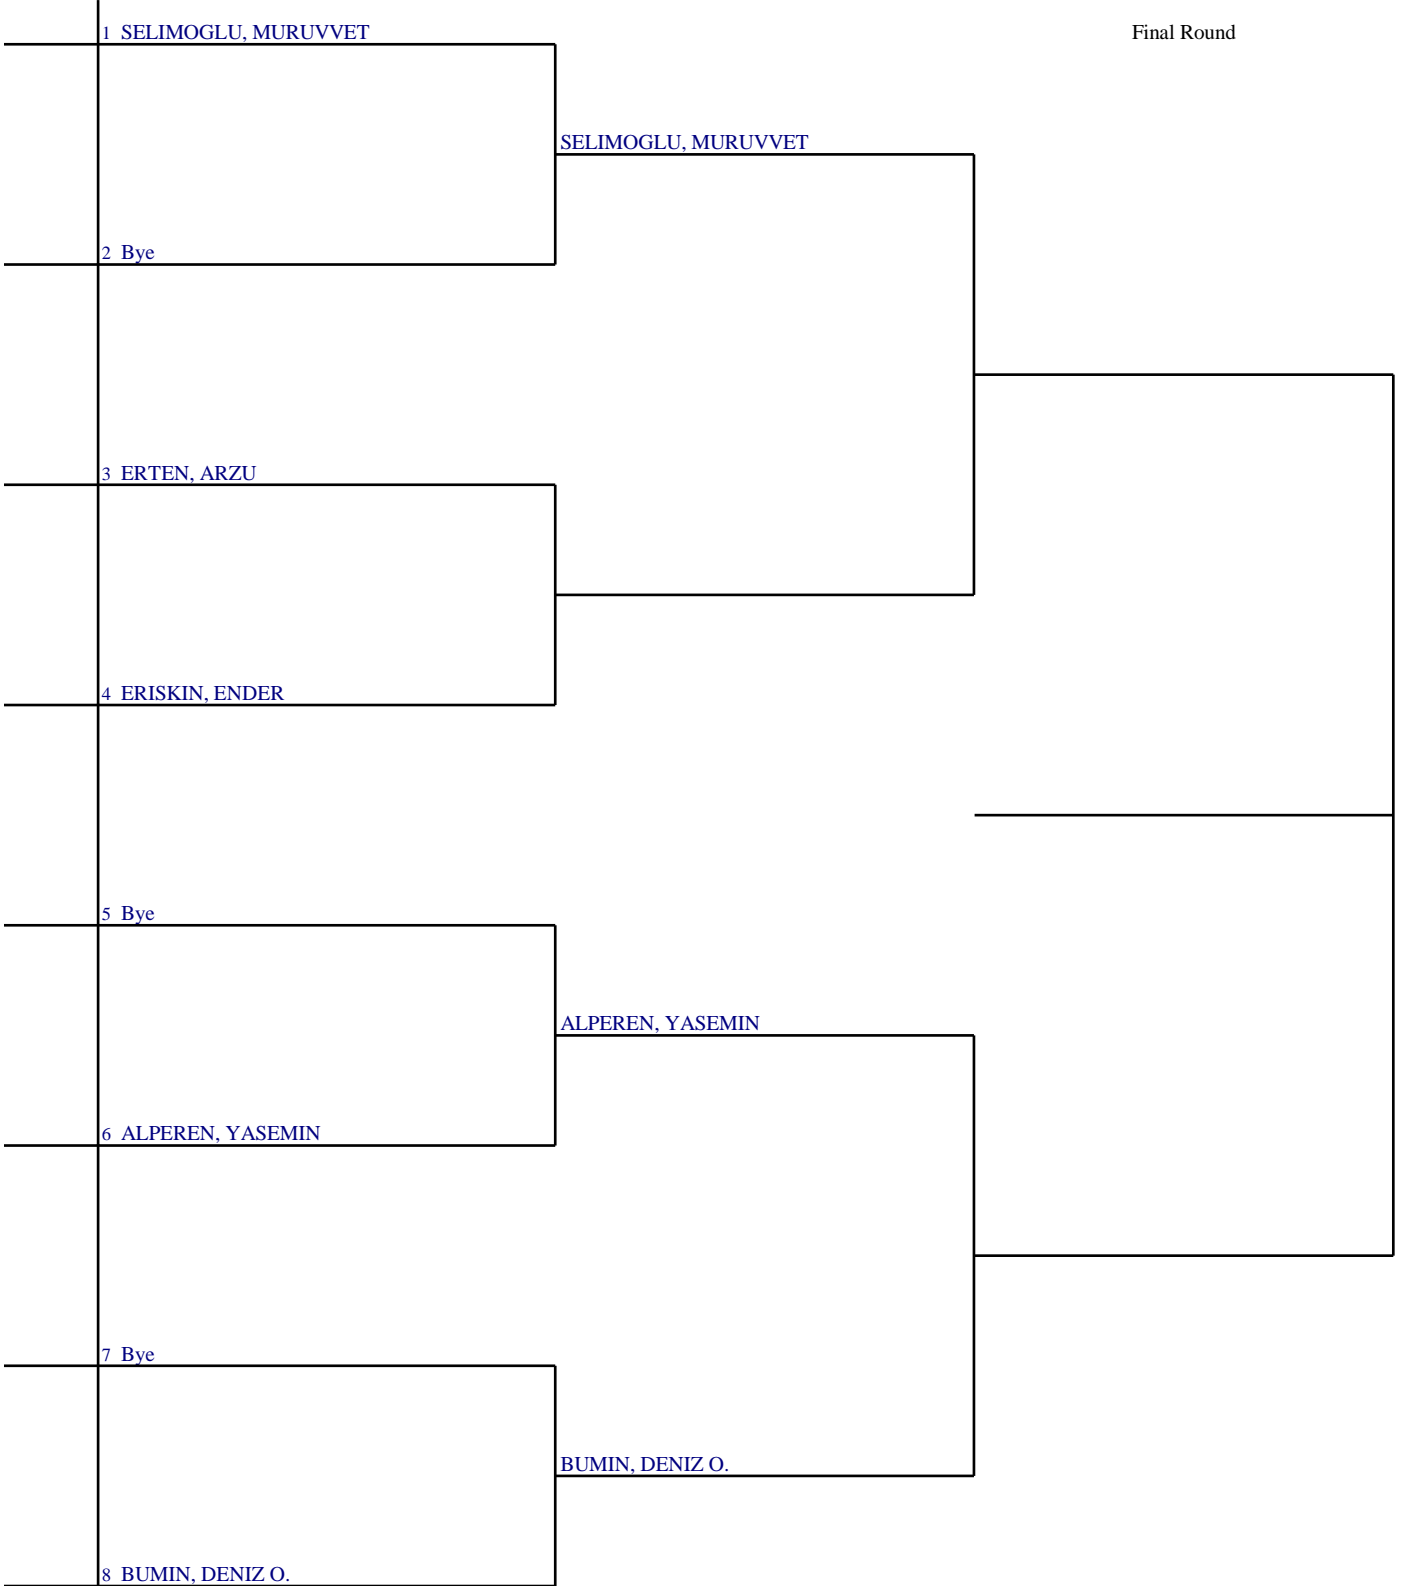 1 SELIMOGLU, MURUVVET
Final Round
SELIMOGLU, MURUVVET
2 Bye
3 ERTEN, ARZU
4 ERISKIN, ENDER
5 Bye
ALPEREN, YASEMIN
6 ALPEREN, YASEMIN
7 Bye
BUMIN, DENIZ O.
8 BUMIN, DENIZ O.